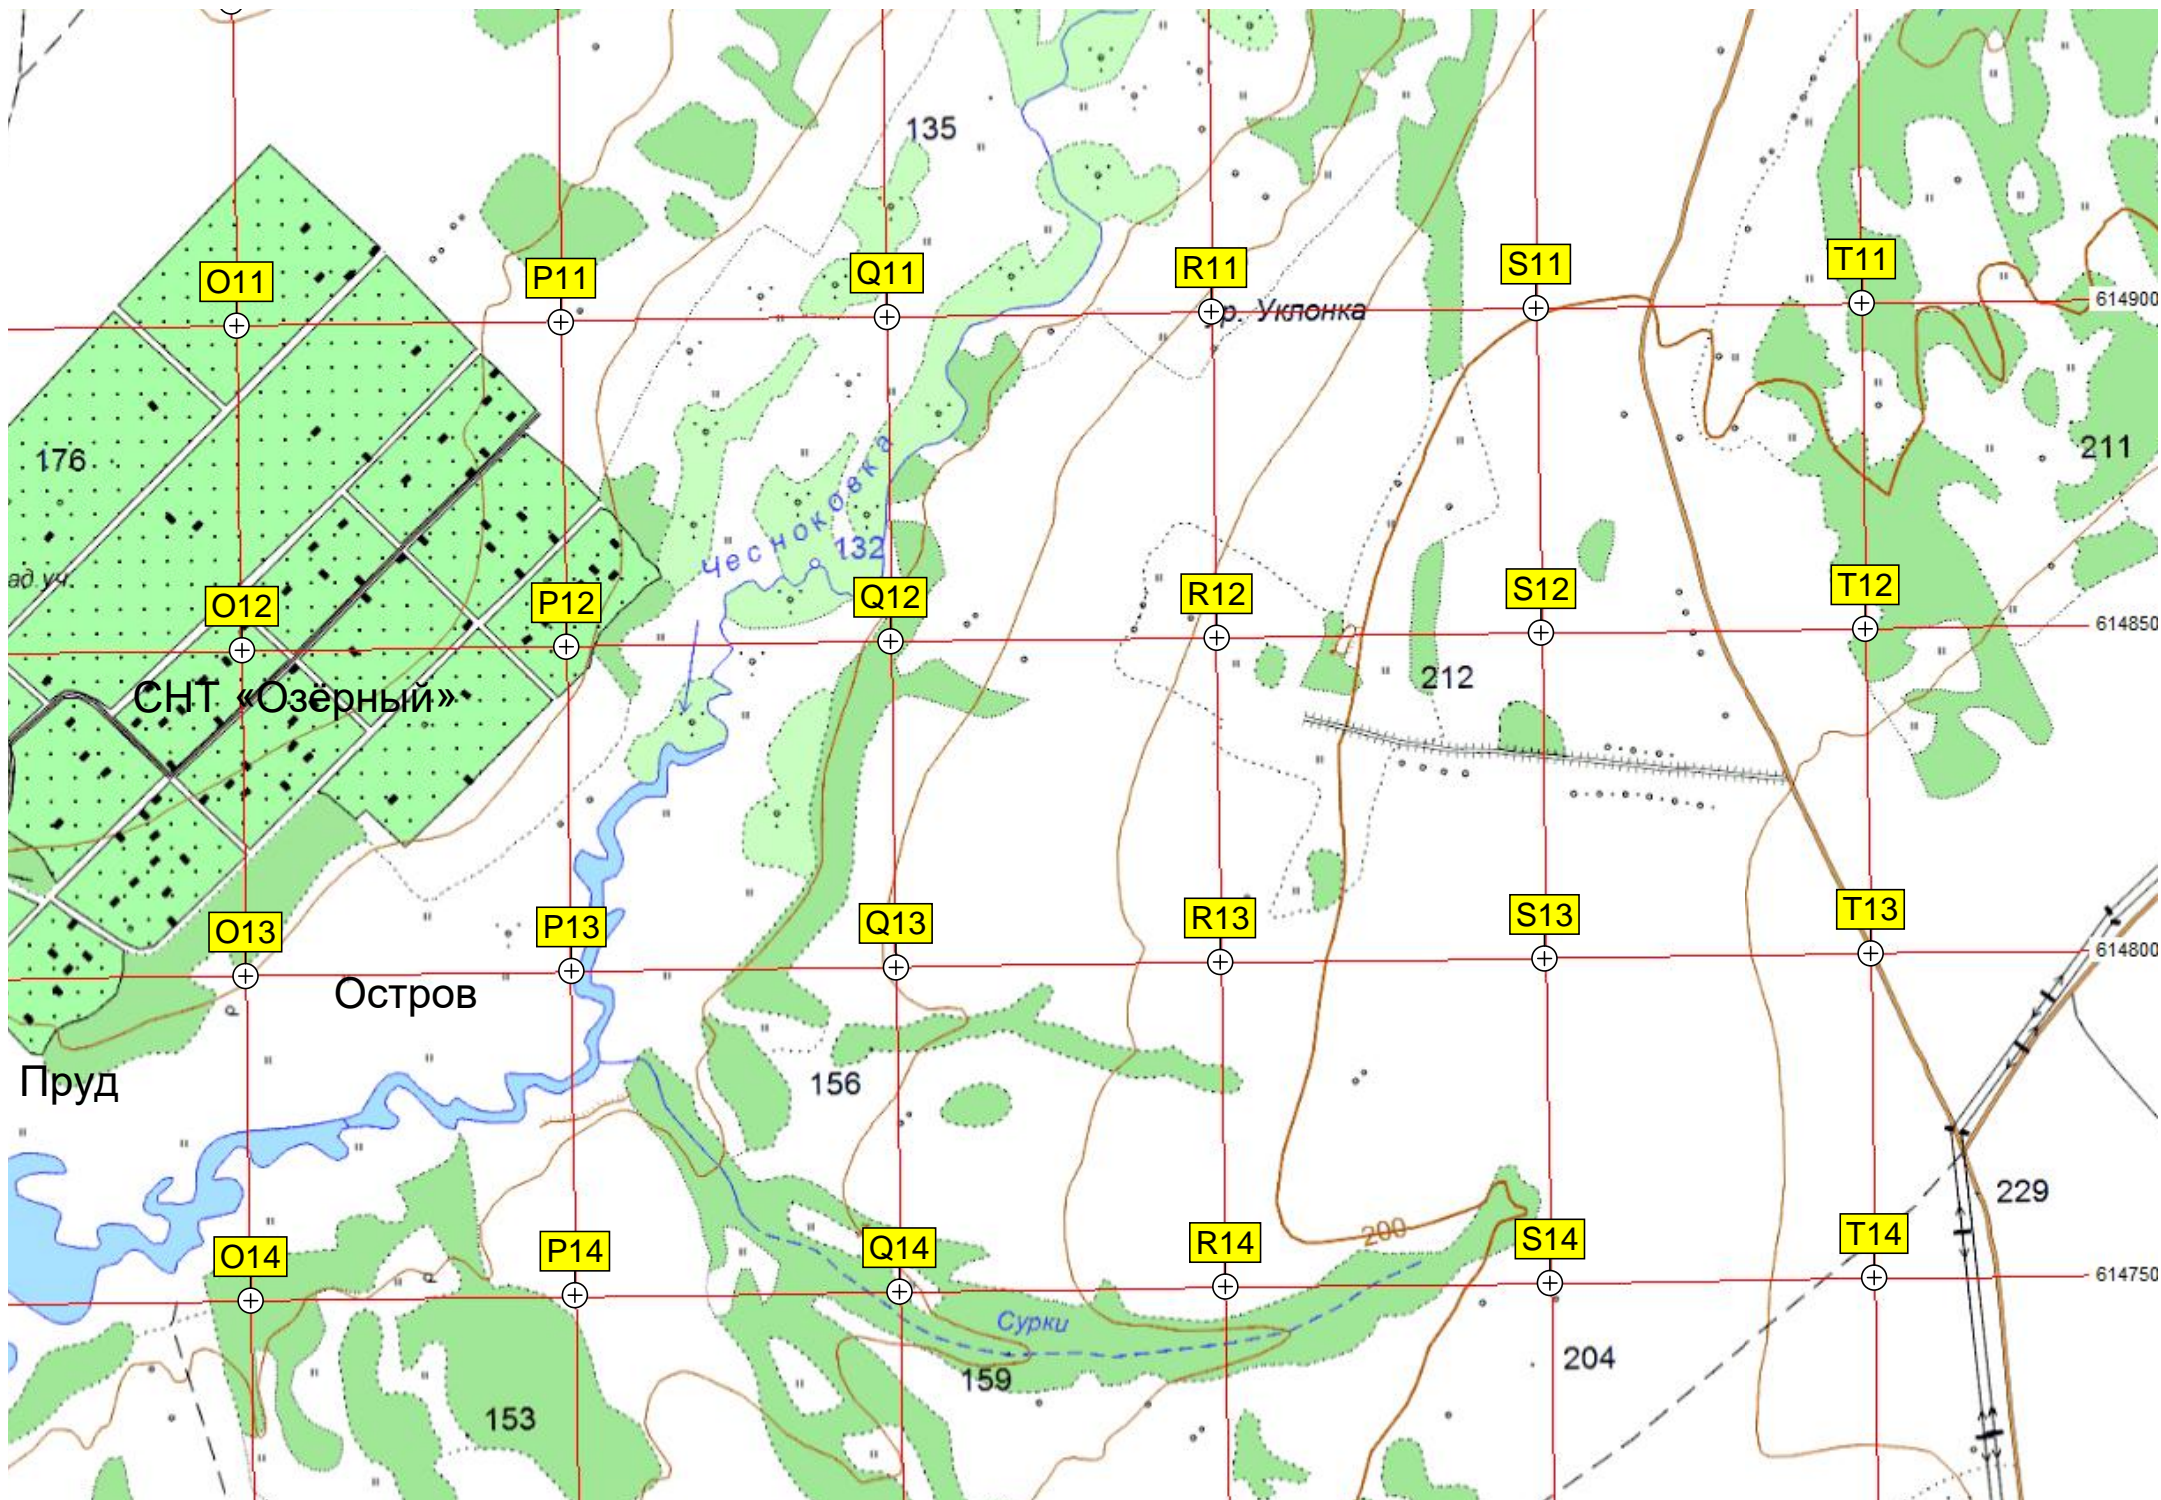 135
O11
P11
Q11
R11
S11
T11
614900
р. Уклонка
176
211
Чесноковка
132
ад.уч.
O12
P12
Q12
R12
S12
T12
614850
СНТ «Озёрный»
212
O13
P13
Q13
R13
S13
T13
614800
Остров
р
Пруд
156
229
200
O14
P14
Q14
R14
S14
T14
614750
Сурки
159
204
153